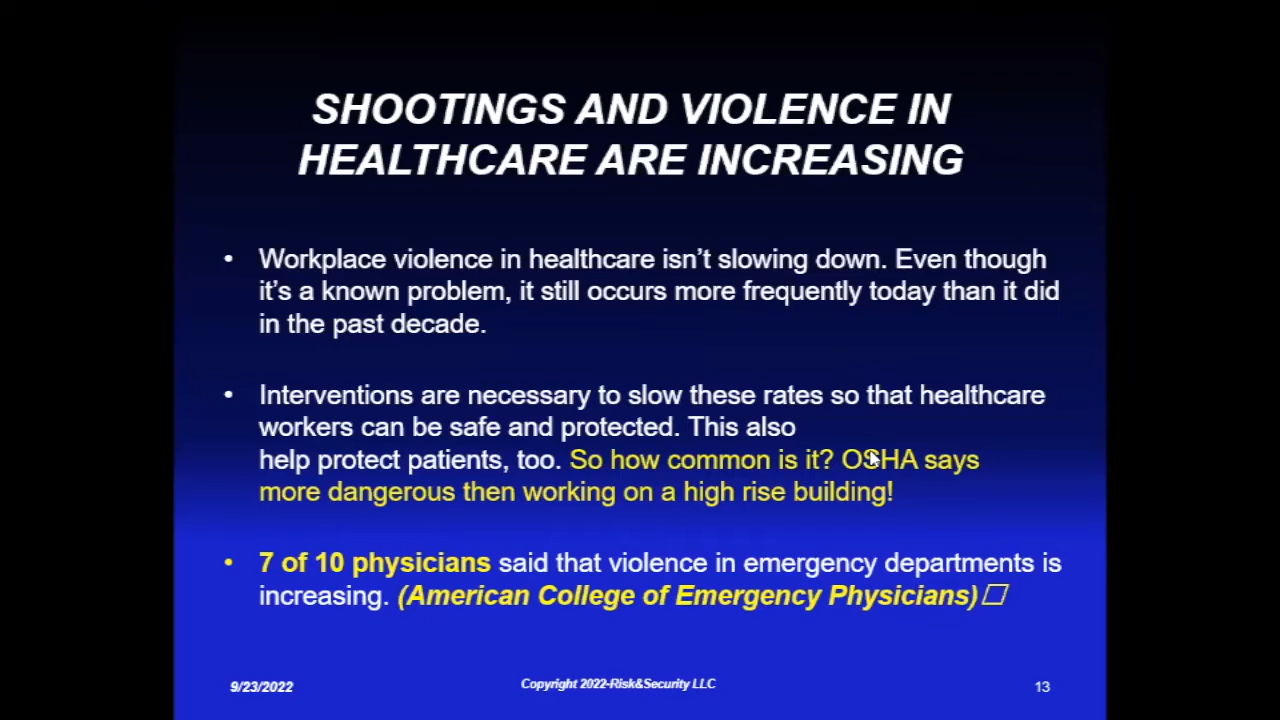 SHOOTINGS AND VIOLENCE IN
HEALTHCARE ARE INCREASING
• Workplace violence in healthcare isn't slowing down. Even though
it's a known problem, it still occurs more frequently today than it did
in the past decade.
• Interventions are necessary to slow these rates so that healthcare
workers can be safe and protected. This also
help protect patients, too. So how common is it? OSHA says
more dangerous then working on a high rise building!
• 7 of 10 physicians said that violence in emergency departments is
increasing. (American College of Emergency Physicians)□
9/23/2022
Copyright 2022-Risk&Security LLC
13